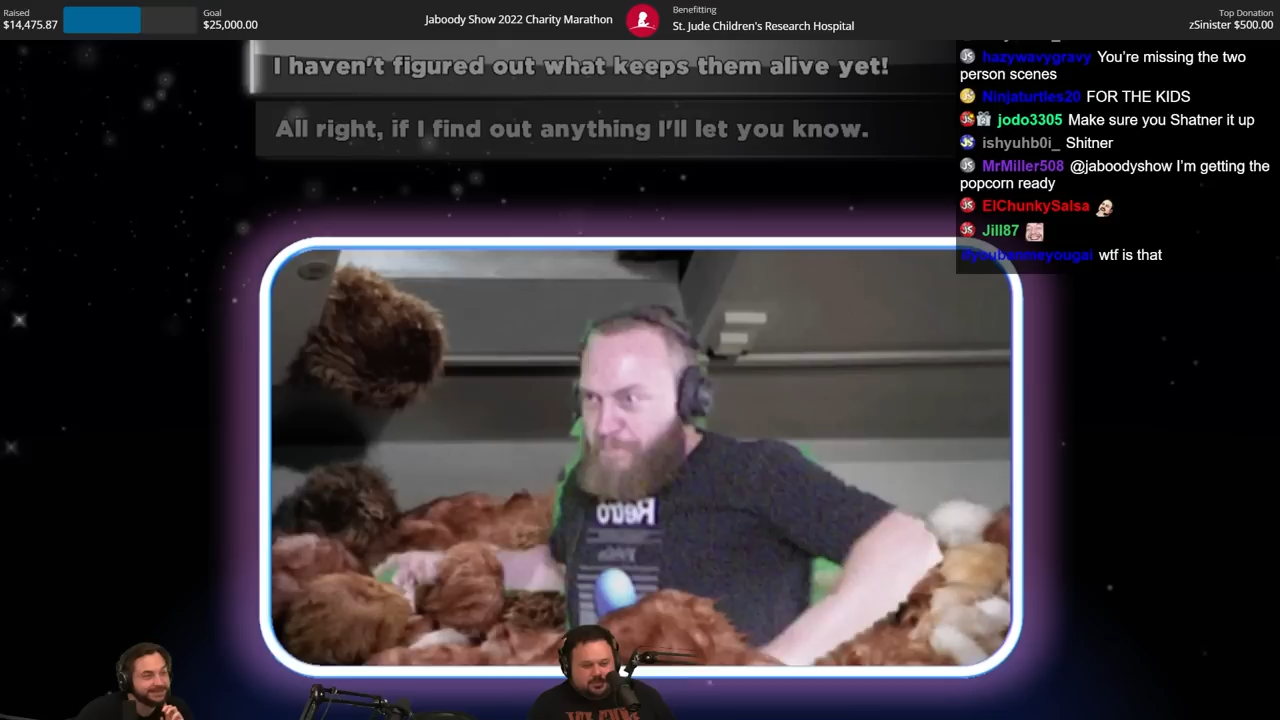 Raised
$14,475.87
Goal
$25,000.00
Jaboody Show 2022 Charity Marathon
Benefitting
St. Jude Children's Research Hospital
Top Donation
zSinister $500.00
I haven't figured out what keeps them alive yet!
All right, if I find out anything I'll let you know.
hazywavygravy You're missing the two
person scenes
Ninjaturtles20 FOR THE KIDS
jodo3305 Make sure you Shatner it up
ishyuhb0i_ Shitner
MrMiller508 @jaboodyshow I'm getting the
popcorn ready
ElChunkySalsa
Jill87
wtf is that
Retro